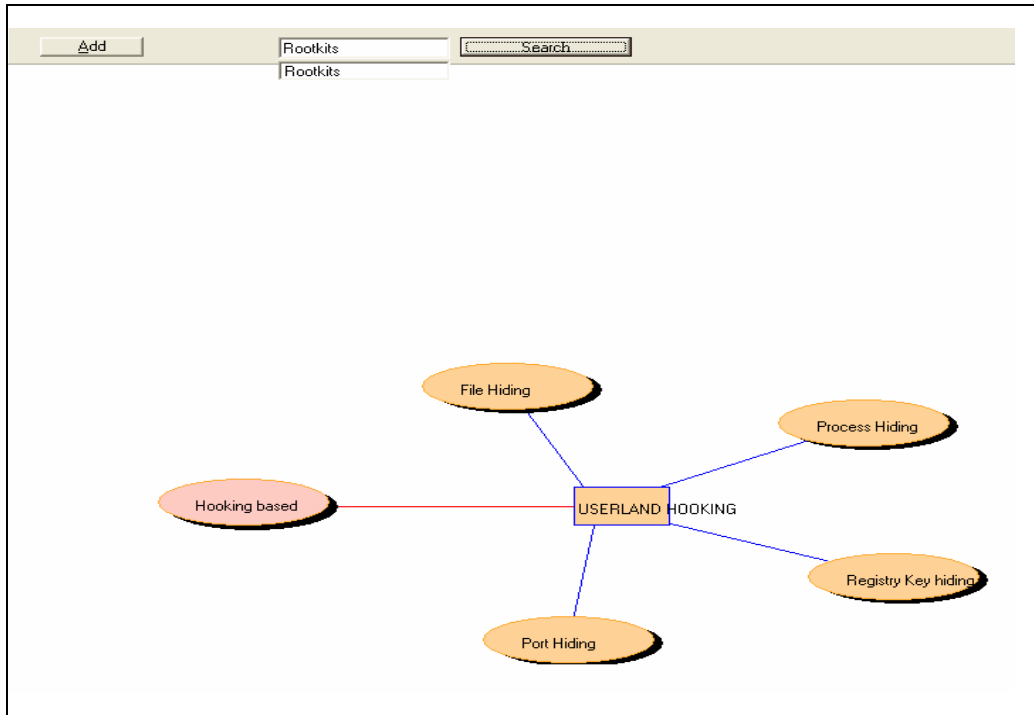 Add
Rootkits
Search
Rootkits
File Hiding
Process Hiding
Hooking based
USERLAND HOOKING
Registry Key hiding
Port Hiding